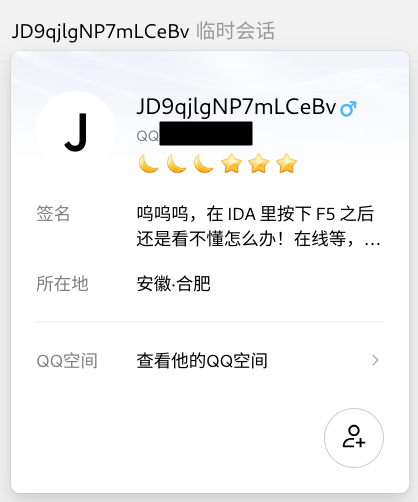 JD9qjlgNP7mLCeBv 临时会话
J
JD9qjlgNP7mLCeBv
QQ
签名 呜呜呜，在 IDA 里按下 F5 之后
还是看不懂怎么办！在线等，...
所在地 安徽·合肥
QQ空间 查看他的QQ空间